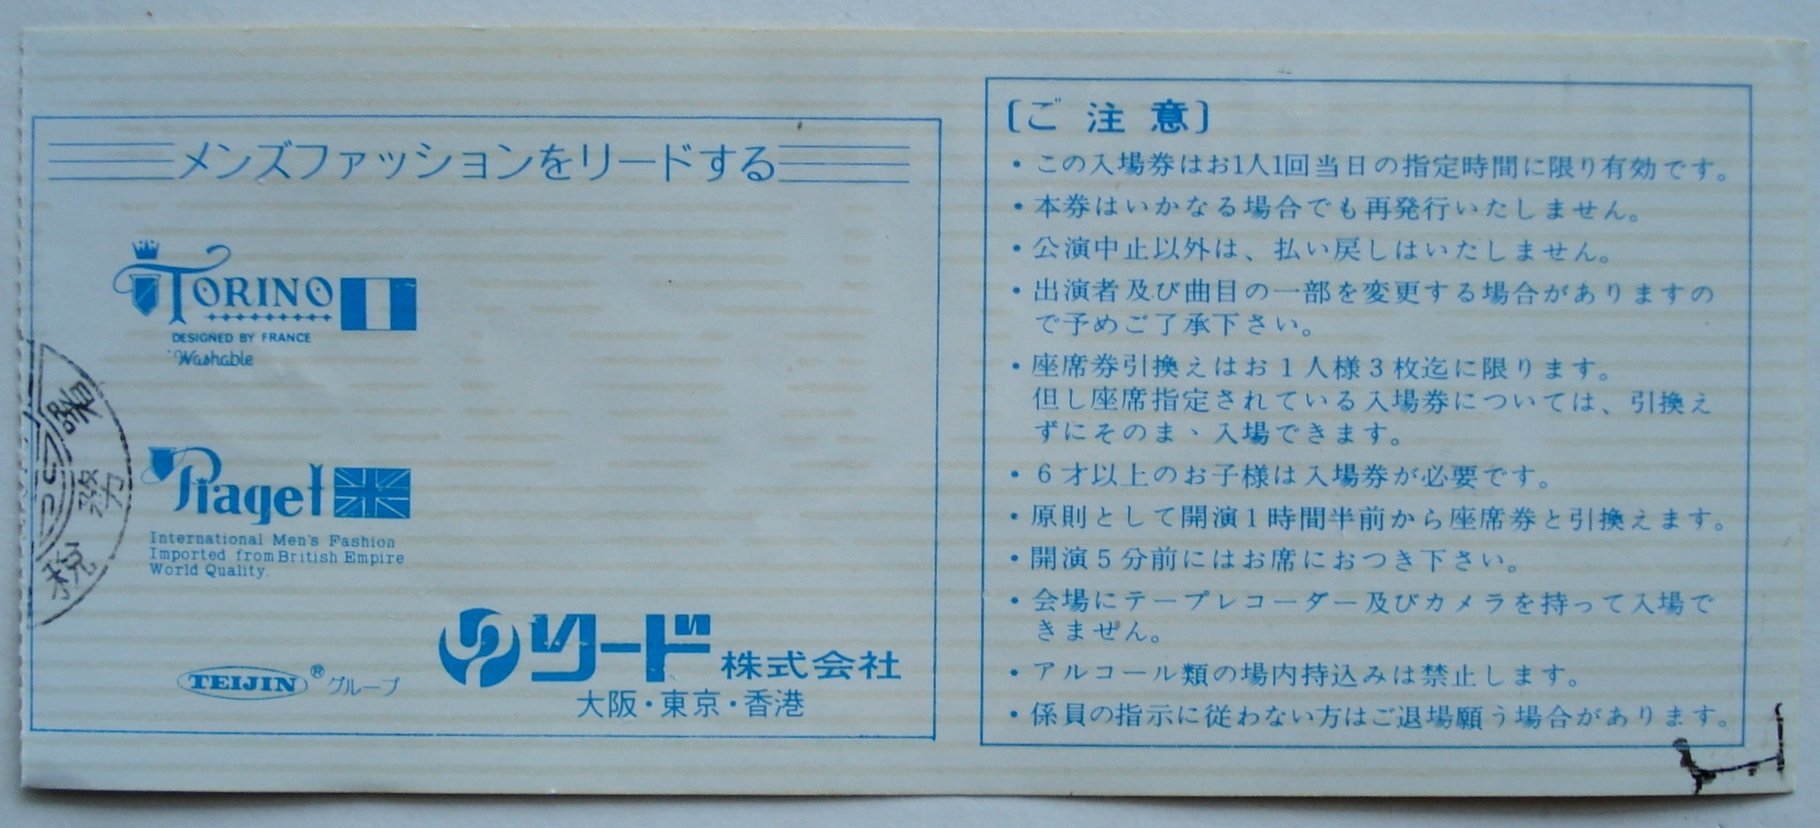 メンズファッションをリードする
TORINO
DESIGNED BY FRANCE
Washable
Piaget
International Men's Fashion
Imported from British Empire
World Quality.
TEIJIN®グループ
リード株式会社
大阪・東京・香港
税務署
〔ご注意〕
・この入場券はお1人1回当日の指定時間に限り有効です。
・本券はいかなる場合でも再発行いたしません。
・公演中止以外は、払い戻しはいたしません。
・出演者及び曲目の一部を変更する場合がありますの
で予めご了承下さい。
・座席券引換えはお1人様3枚迄に限ります。
但し座席指定されている入場券については、引換え
ずにそのまヽ入場できます。
・6才以上のお子様は入場券が必要です。
・原則として開演1時間半前から座席券と引換えます。
・開演5分前にはお席におつき下さい。
・会場にテープレコーダー及びカメラを持って入場で
きません。
・アルコール類の場内持込みは禁止します。
・係員の指示に従わない方はご退場願う場合があります。